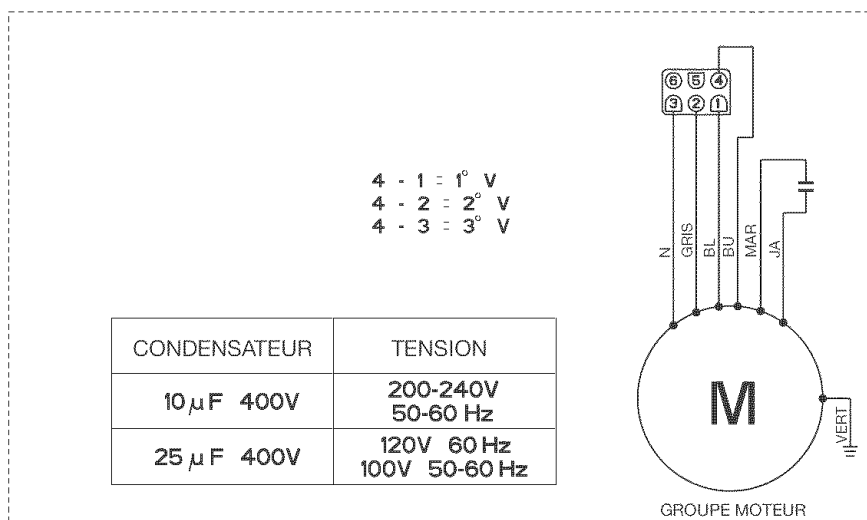 6 5 4
3 2 1
4 - 1 = 1° V
4 - 2 = 2° V
4 - 3 = 3° V
N
GRIS
BL
BU
MAR
JA
CONDENSATEUR TENSION
10 µF 400V 200-240V
50-60 Hz
25 µF 400V 120V 60 Hz
100V 50-60 Hz
M
VERT
GROUPE MOTEUR